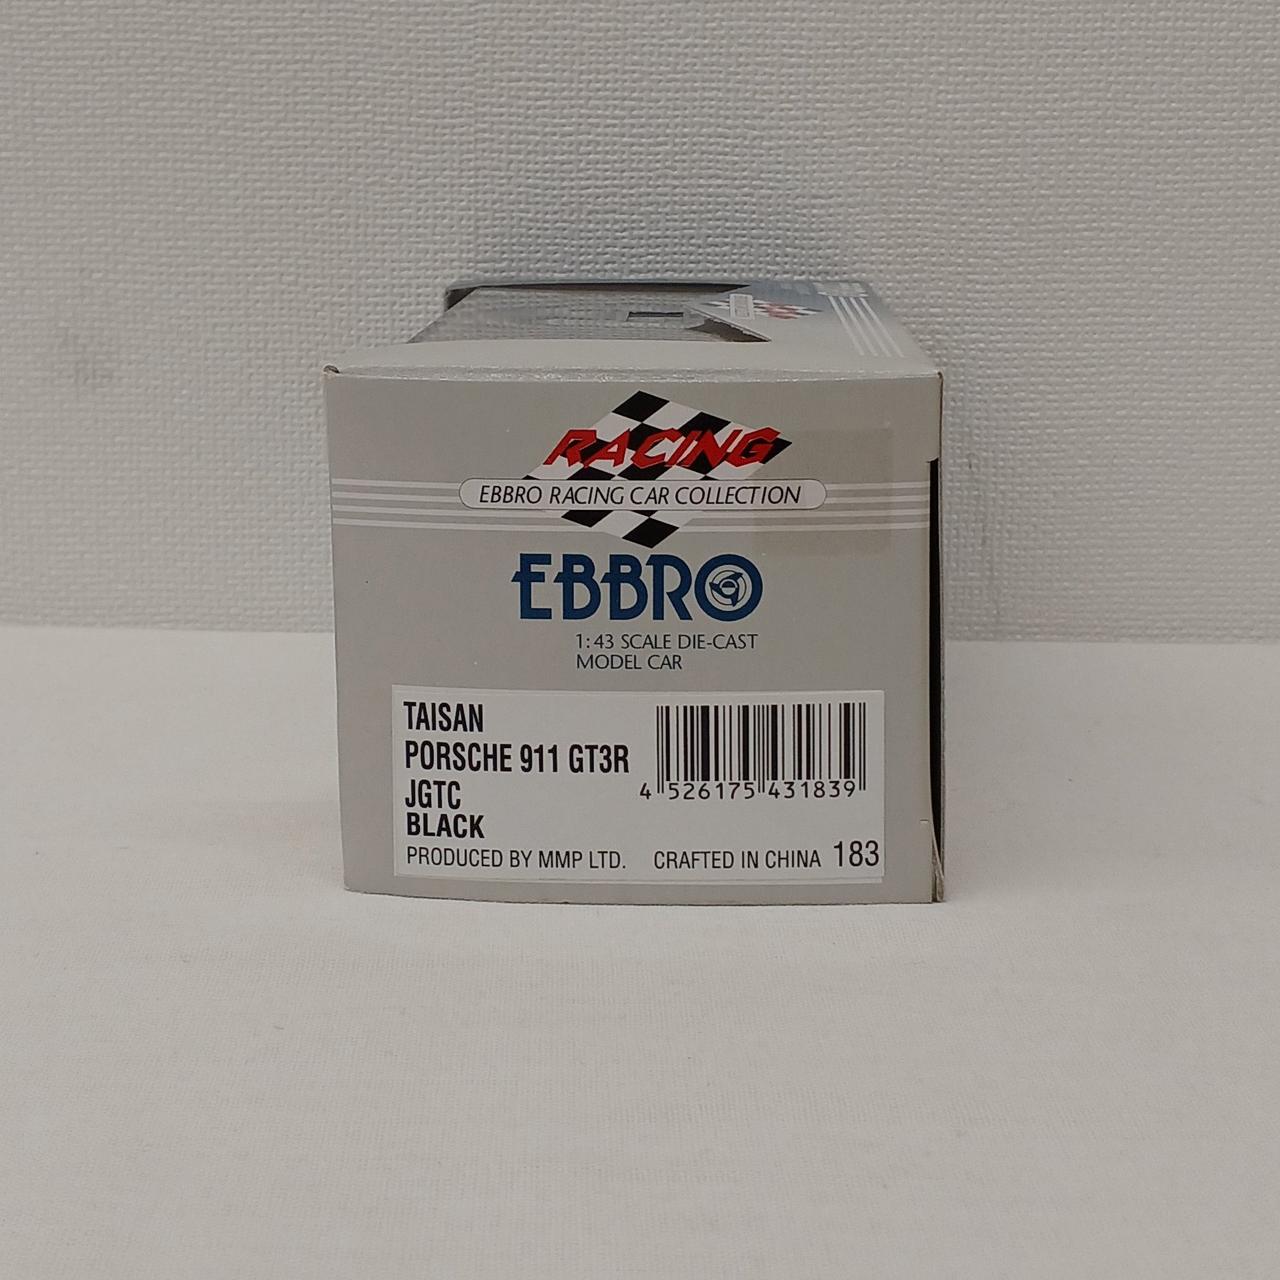 RACING
EBBRO RACING CAR COLLECTION
EBBRO
1:43 SCALE DIE-CAST
MODEL CAR
TAISAN
PORSCHE 911 GT3R
JGTC
BLACK
4 526175 431839
PRODUCED BY MMP LTD. CRAFTED IN CHINA 183